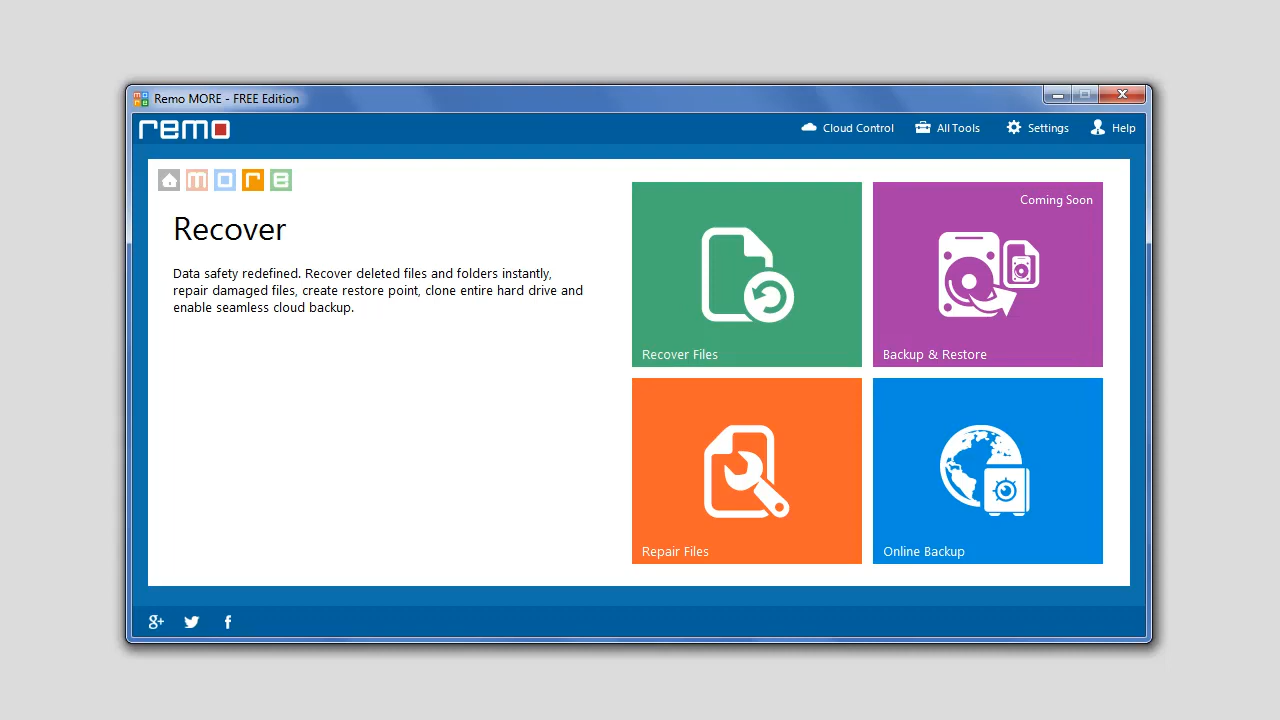 Remo MORE - FREE Edition
remo
Cloud Control
All Tools
Settings
Help
more
Recover
Data safety redefined. Recover deleted files and folders instantly,
repair damaged files, create restore point, clone entire hard drive and
enable seamless cloud backup.
Recover Files
Coming Soon
Backup & Restore
Repair Files
Online Backup
g+
f